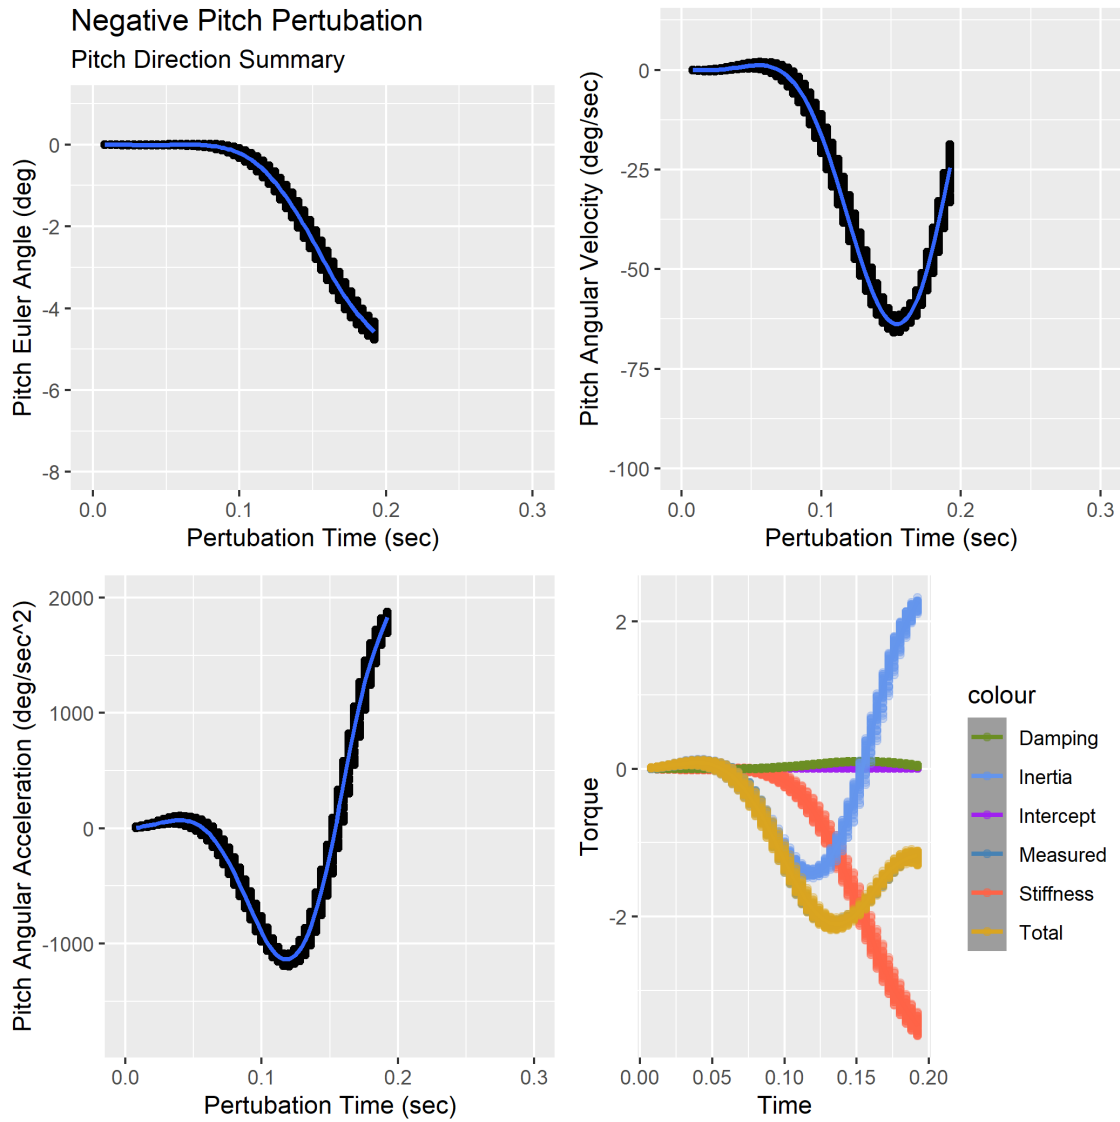 Negative Pitch Pertubation
Pitch Direction Summary
Pitch Euler Angle (deg)
0
-2
-4
-6
-8
0.0 0.1 0.2 0.3
Pertubation Time (sec)
Pitch Angular Velocity (deg/sec)
0
-25
-50
-75
-100
0.0 0.1 0.2 0.3
Pertubation Time (sec)
Pitch Angular Acceleration (deg/sec^2)
2000
1000
0
-1000
0.0 0.1 0.2 0.3
Pertubation Time (sec)
Torque
2
0
-2
0.00 0.05 0.10 0.15 0.20
Time
colour
Damping
Inertia
Intercept
Measured
Stiffness
Total